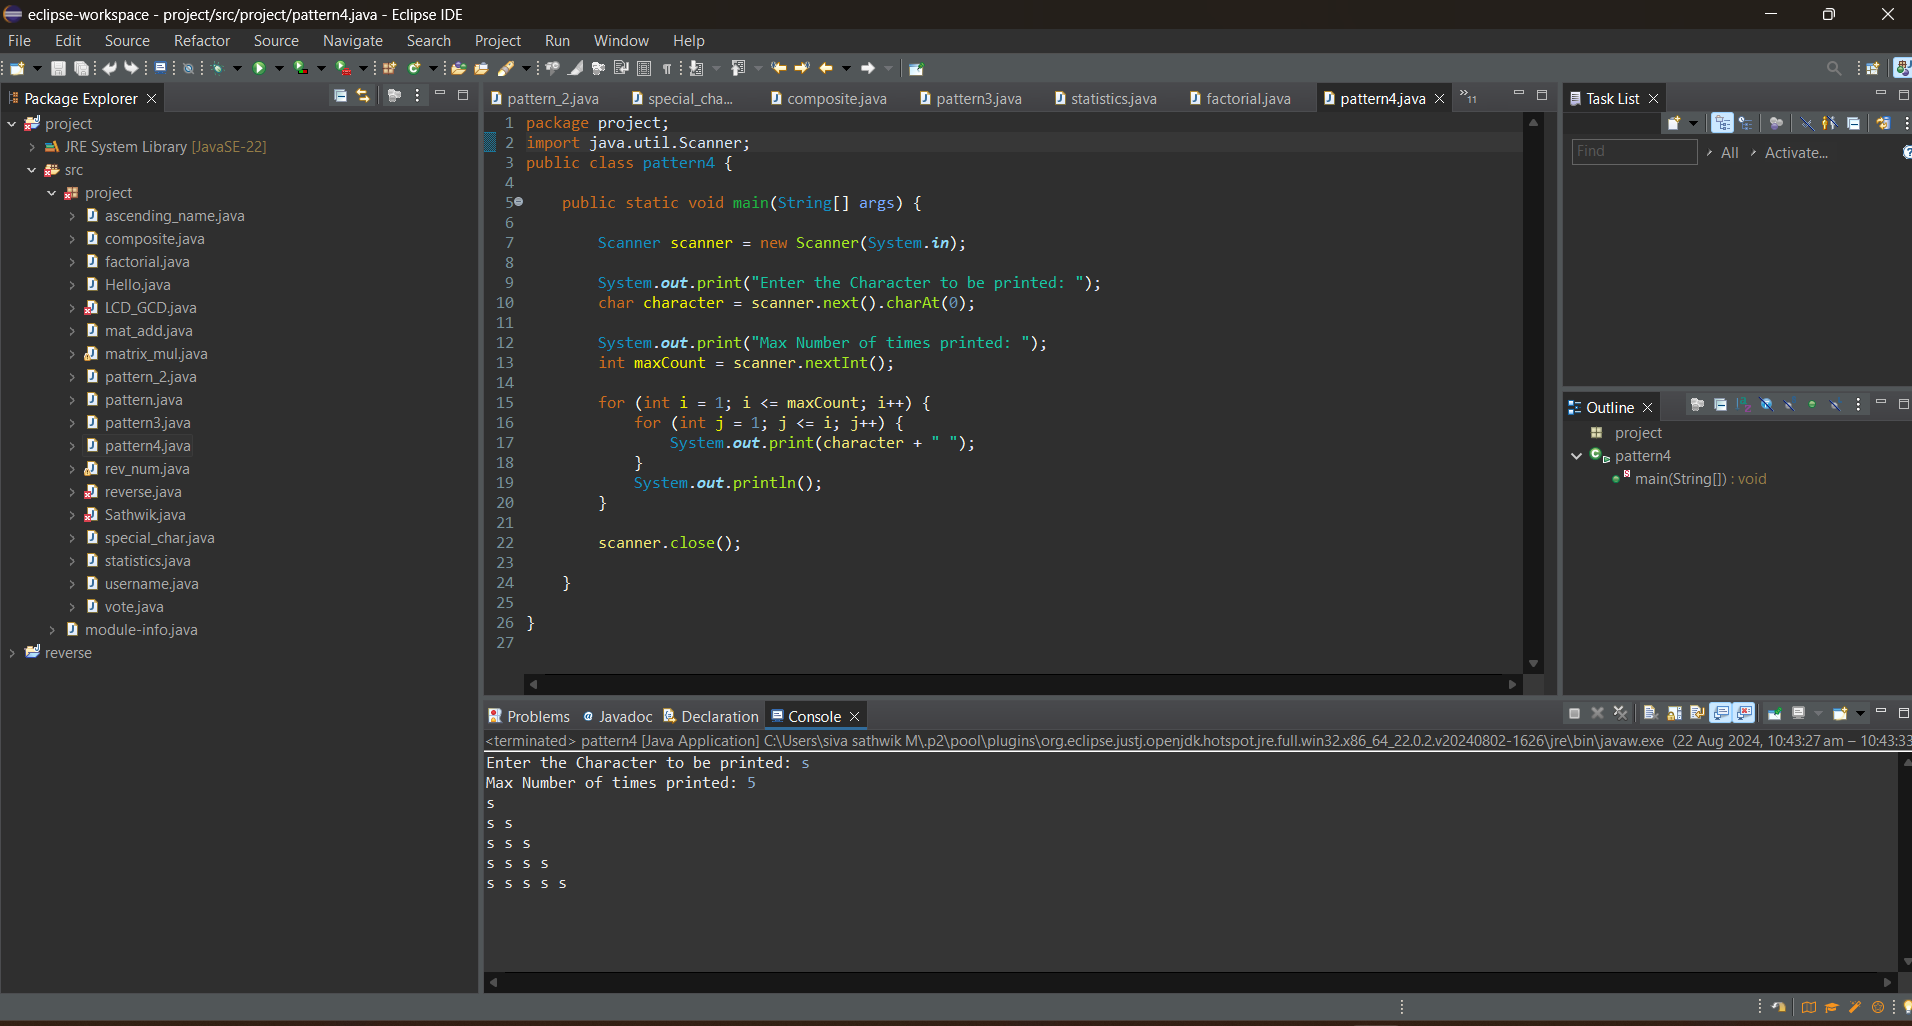 eclipse-workspace - project/src/project/pattern4.java - Eclipse IDE
File Edit Source Refactor Source Navigate Search Project Run Window Help
Package Explorer
project
JRE System Library [JavaSE-22]
src
project
ascending_name.java
composite.java
factorial.java
Hello.java
LCD_GCD.java
mat_add.java
matrix_mul.java
pattern_2.java
pattern.java
pattern3.java
pattern4.java
rev_num.java
reverse.java
Sathwik.java
special_char.java
statistics.java
username.java
vote.java
module-info.java
reverse
pattern_2.java special_cha... composite.java pattern3.java statistics.java factorial.java pattern4.java »11
1 package project;
2 import java.util.Scanner;
3 public class pattern4 {
4
5 public static void main(String[] args) {
6
7 Scanner scanner = new Scanner(System.in);
8
9 System.out.print("Enter the Character to be printed: ");
10 char character = scanner.next().charAt(0);
11
12 System.out.print("Max Number of times printed: ");
13 int maxCount = scanner.nextInt();
14
15 for (int i = 1; i <= maxCount; i++) {
16 for (int j = 1; j <= i; j++) {
17 System.out.print(character + " ");
18 }
19 System.out.println();
20 }
21
22 scanner.close();
23
24 }
25
26 }
27
Task List
Find All Activate...
Outline
project
pattern4
main(String[]) : void
Problems Javadoc Declaration Console
<terminated> pattern4 [Java Application] C:\Users\siva sathwik M\.p2\pool\plugins\org.eclipse.justj.openjdk.hotspot.jre.full.win32.x86_64_22.0.2.v20240802-1626\jre\bin\javaw.exe (22 Aug 2024, 10:43:27 am – 10:43:33
Enter the Character to be printed: s
Max Number of times printed: 5
s
s s
s s s
s s s s
s s s s s